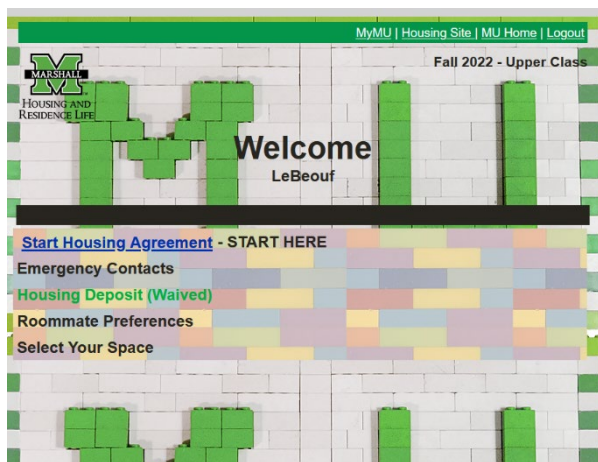 MyMU | Housing Site | MU Home | Logout
Fall 2022 - Upper Class
M
MARSHALL
HOUSING AND
RESIDENCE LIFE
Welcome
LeBeouf
Start Housing Agreement - START HERE
Emergency Contacts
Housing Deposit (Waived)
Roommate Preferences
Select Your Space